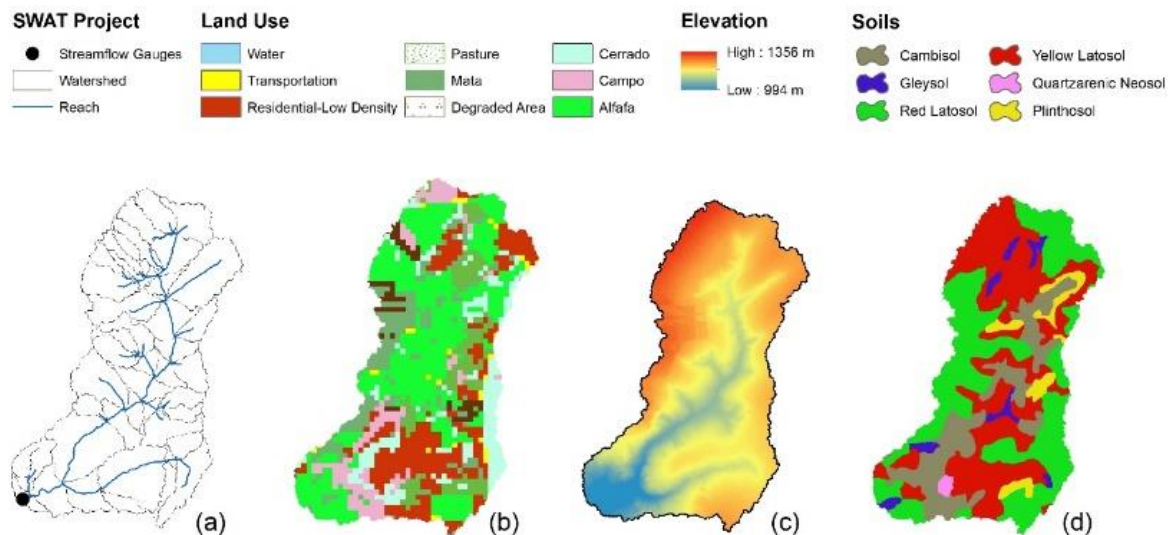 SWAT Project
Streamflow Gauges
Watershed
Reach
Land Use
Water
Transportation
Residential-Low Density
Pasture
Mata
Degraded Area
Cerrado
Campo
Alfafa
Elevation
High : 1356 m
Low : 994 m
Soils
Cambisol
Gleysol
Red Latosol
Yellow Latosol
Quartzarenic Neosol
Plinthosol
(a)
(b)
(c)
(d)